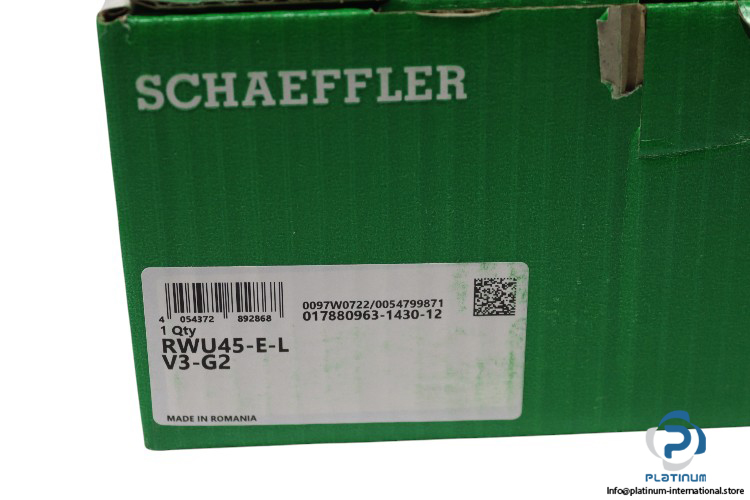 SCHAEFFLER
4 054372 892868
0097W0722/0054799871
017880963-1430-12
1 Qty
RWU45-E-L
V3-G2
MADE IN ROMANIA
PLATINUM
Info@platinum-international.store